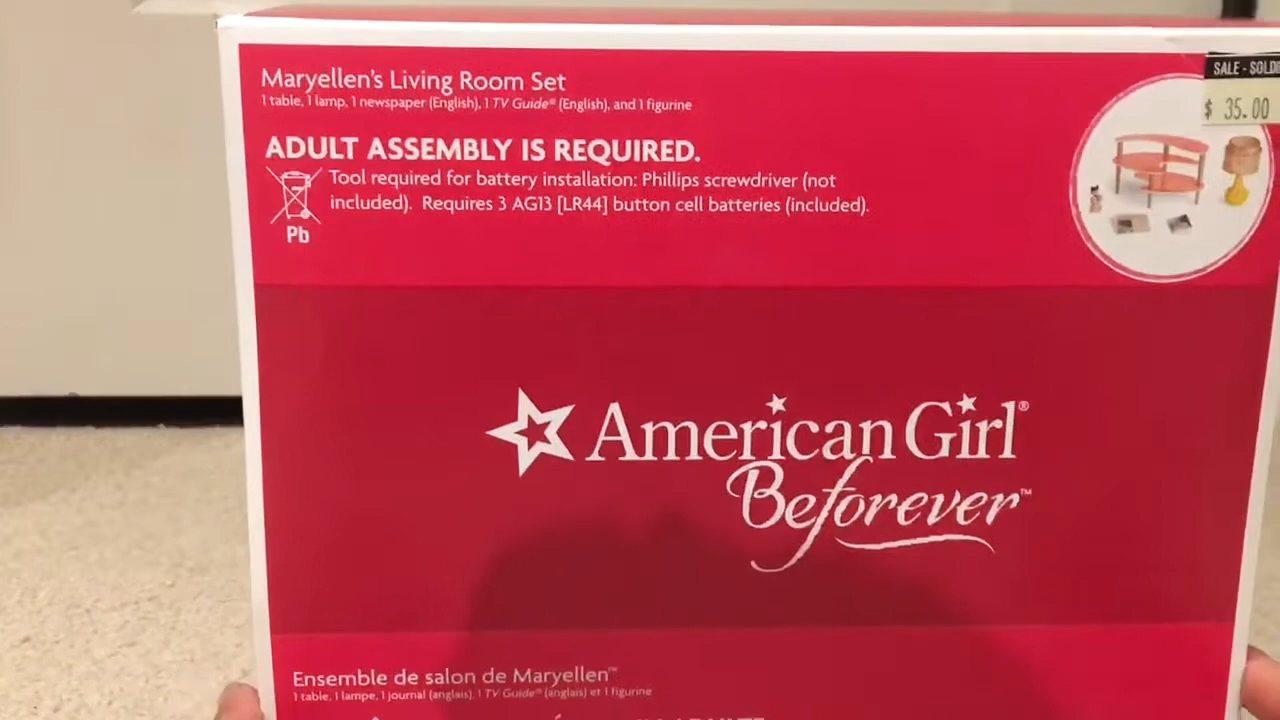 Maryellen's Living Room Set
1 table, 1 lamp, 1 newspaper (English), 1 TV Guide® (English), and 1 figurine
SALE - SOLD
$ 35.00
ADULT ASSEMBLY IS REQUIRED.
Tool required for battery installation: Phillips screwdriver (not
included). Requires 3 AG13 [LR44] button cell batteries (included).
Pb
American Girl®
Beforever™
Ensemble de salon de Maryellen™
1 table, 1 lampe, 1 journal (anglais), 1 TV Guide® (anglais) et 1 figurine